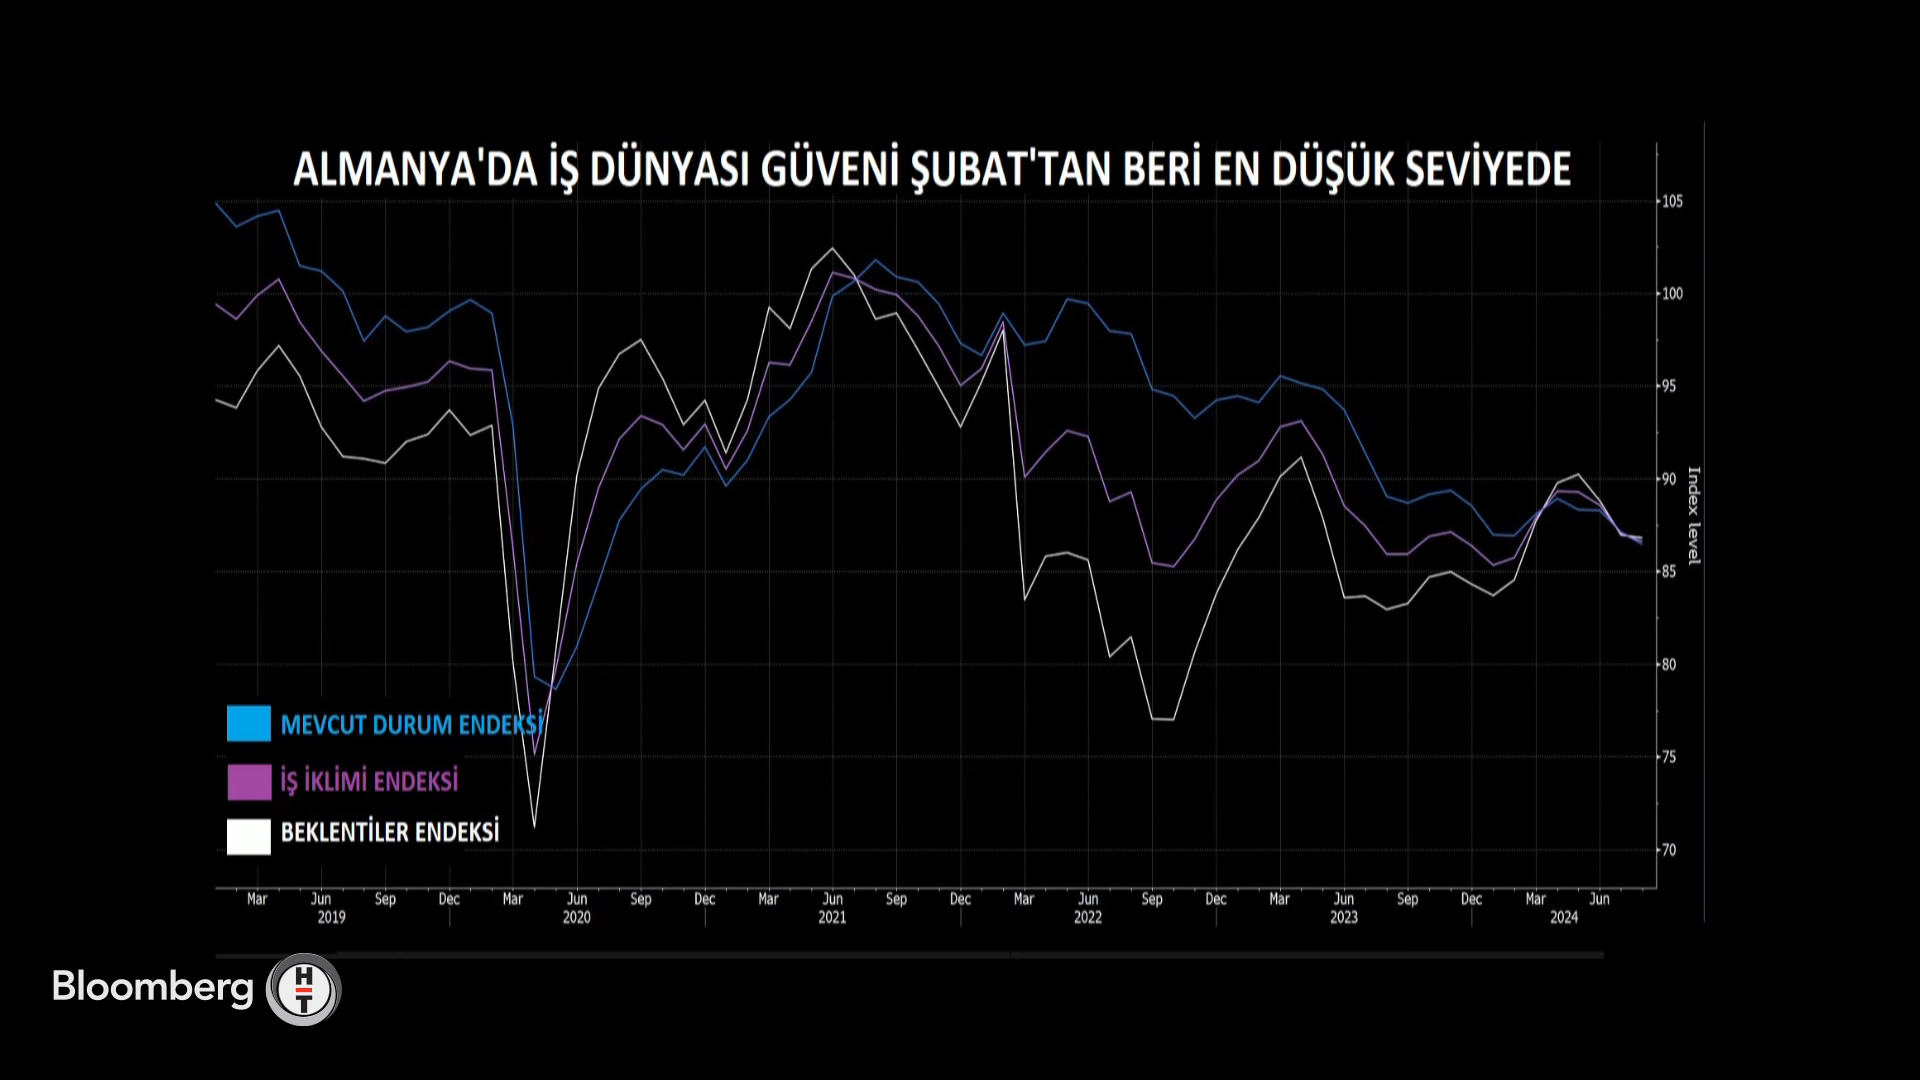 ALMANYA'DA İŞ DÜNYASI GÜVENİ ŞUBAT'TAN BERİ EN DÜŞÜK SEVİYEDE
105
100
95
90
85
80
75
70
Index level
MEVCUT DURUM ENDEKSİ
İŞ İKLİMİ ENDEKSİ
BEKLENTİLER ENDEKSİ
Mar Jun Sep Dec Mar Jun Sep Dec Mar Jun Sep Dec Mar Jun Sep Dec Mar Jun Sep Dec Mar Jun
2019 2020 2021 2022 2023 2024
Bloomberg HT